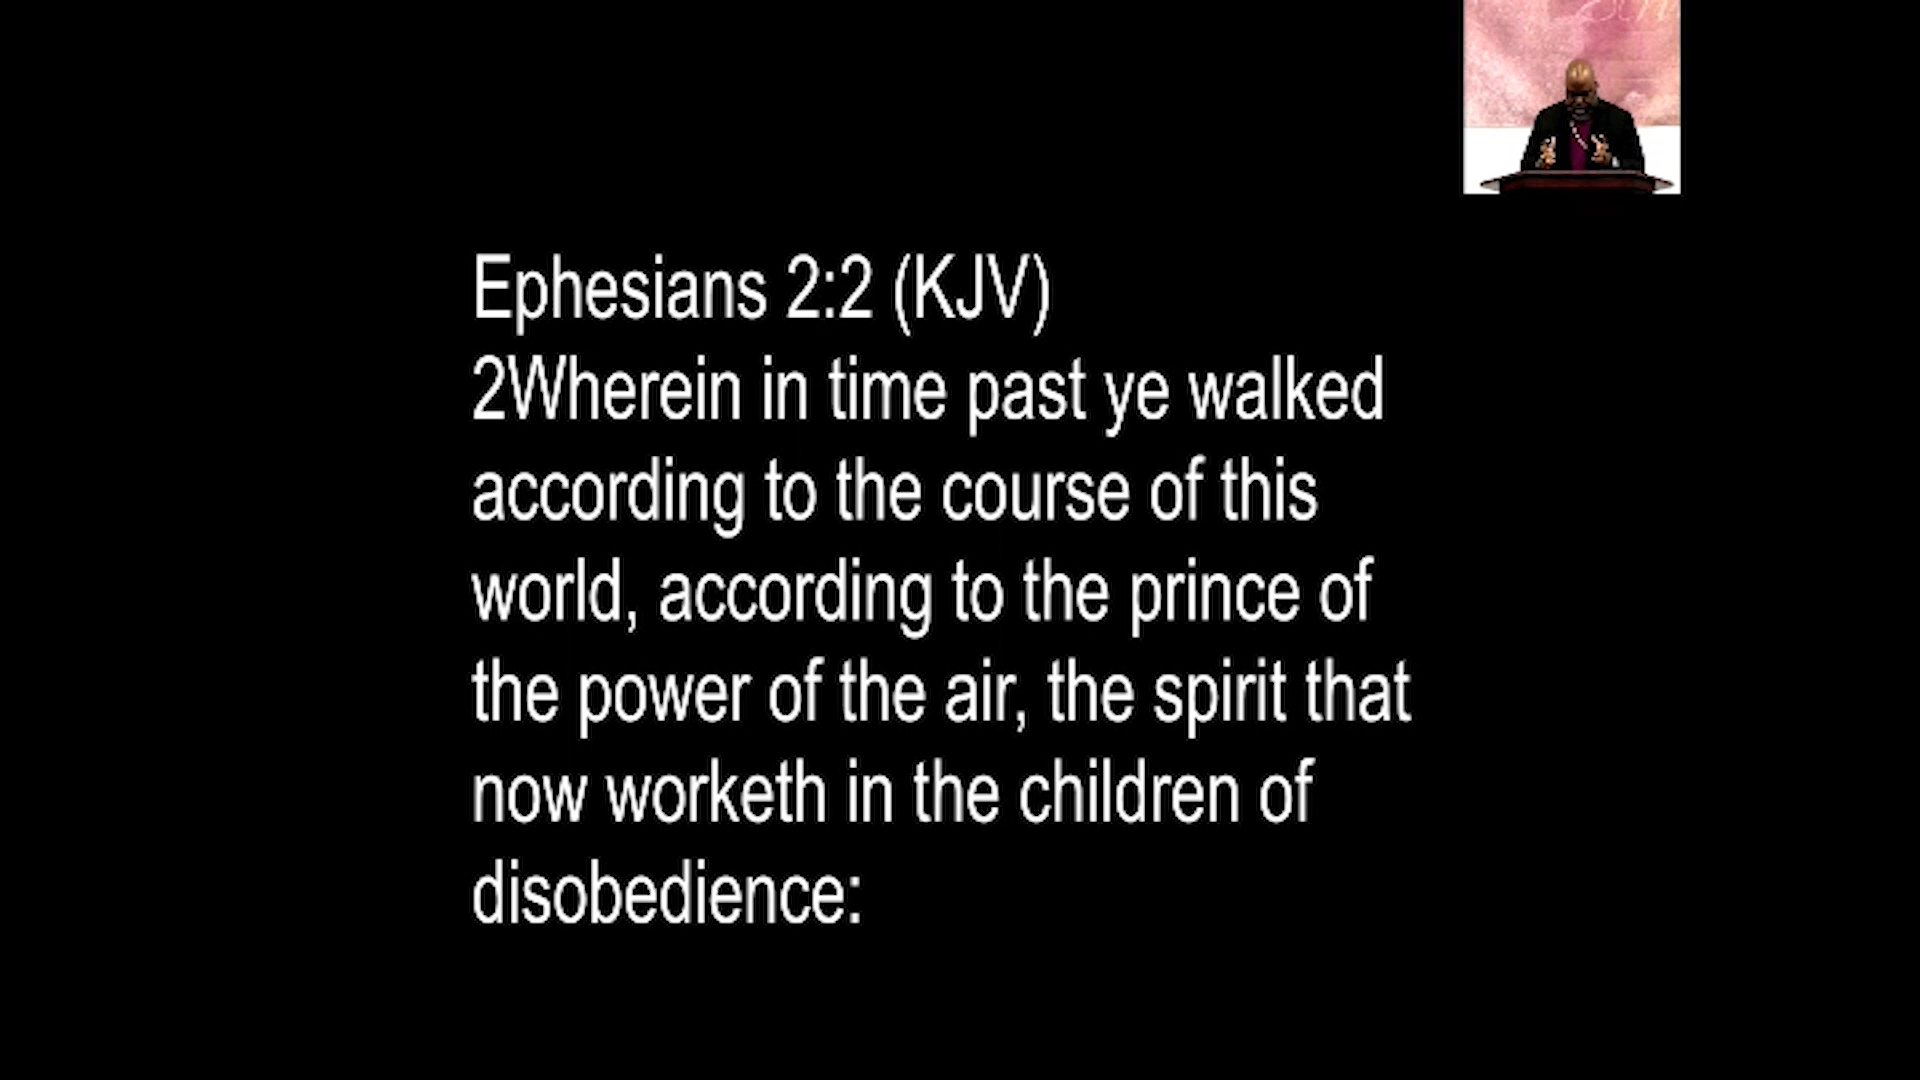 Ephesians 2:2 (KJV)
2Wherein in time past ye walked
according to the course of this
world, according to the prince of
the power of the air, the spirit that
now worketh in the children of
disobedience: